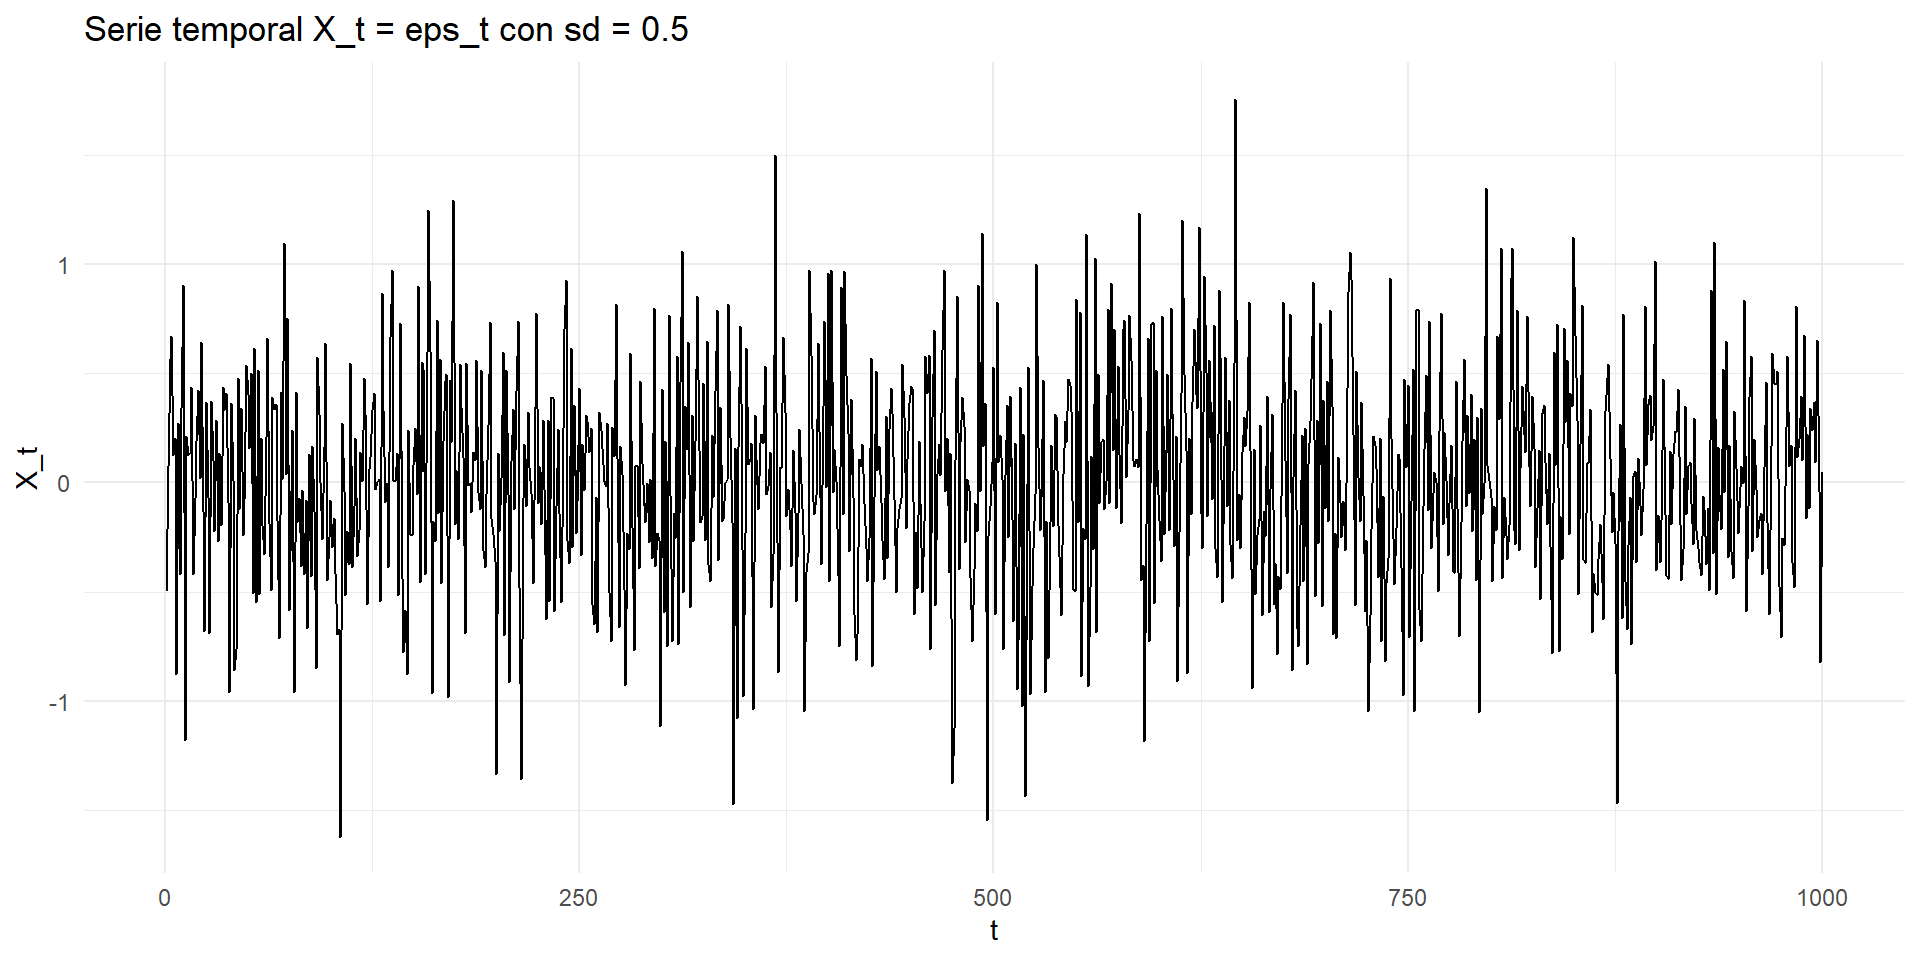 Serie temporal X_t = eps_t con sd = 0.5
X_t
1
0
-1
0
250
500
750
1000
t